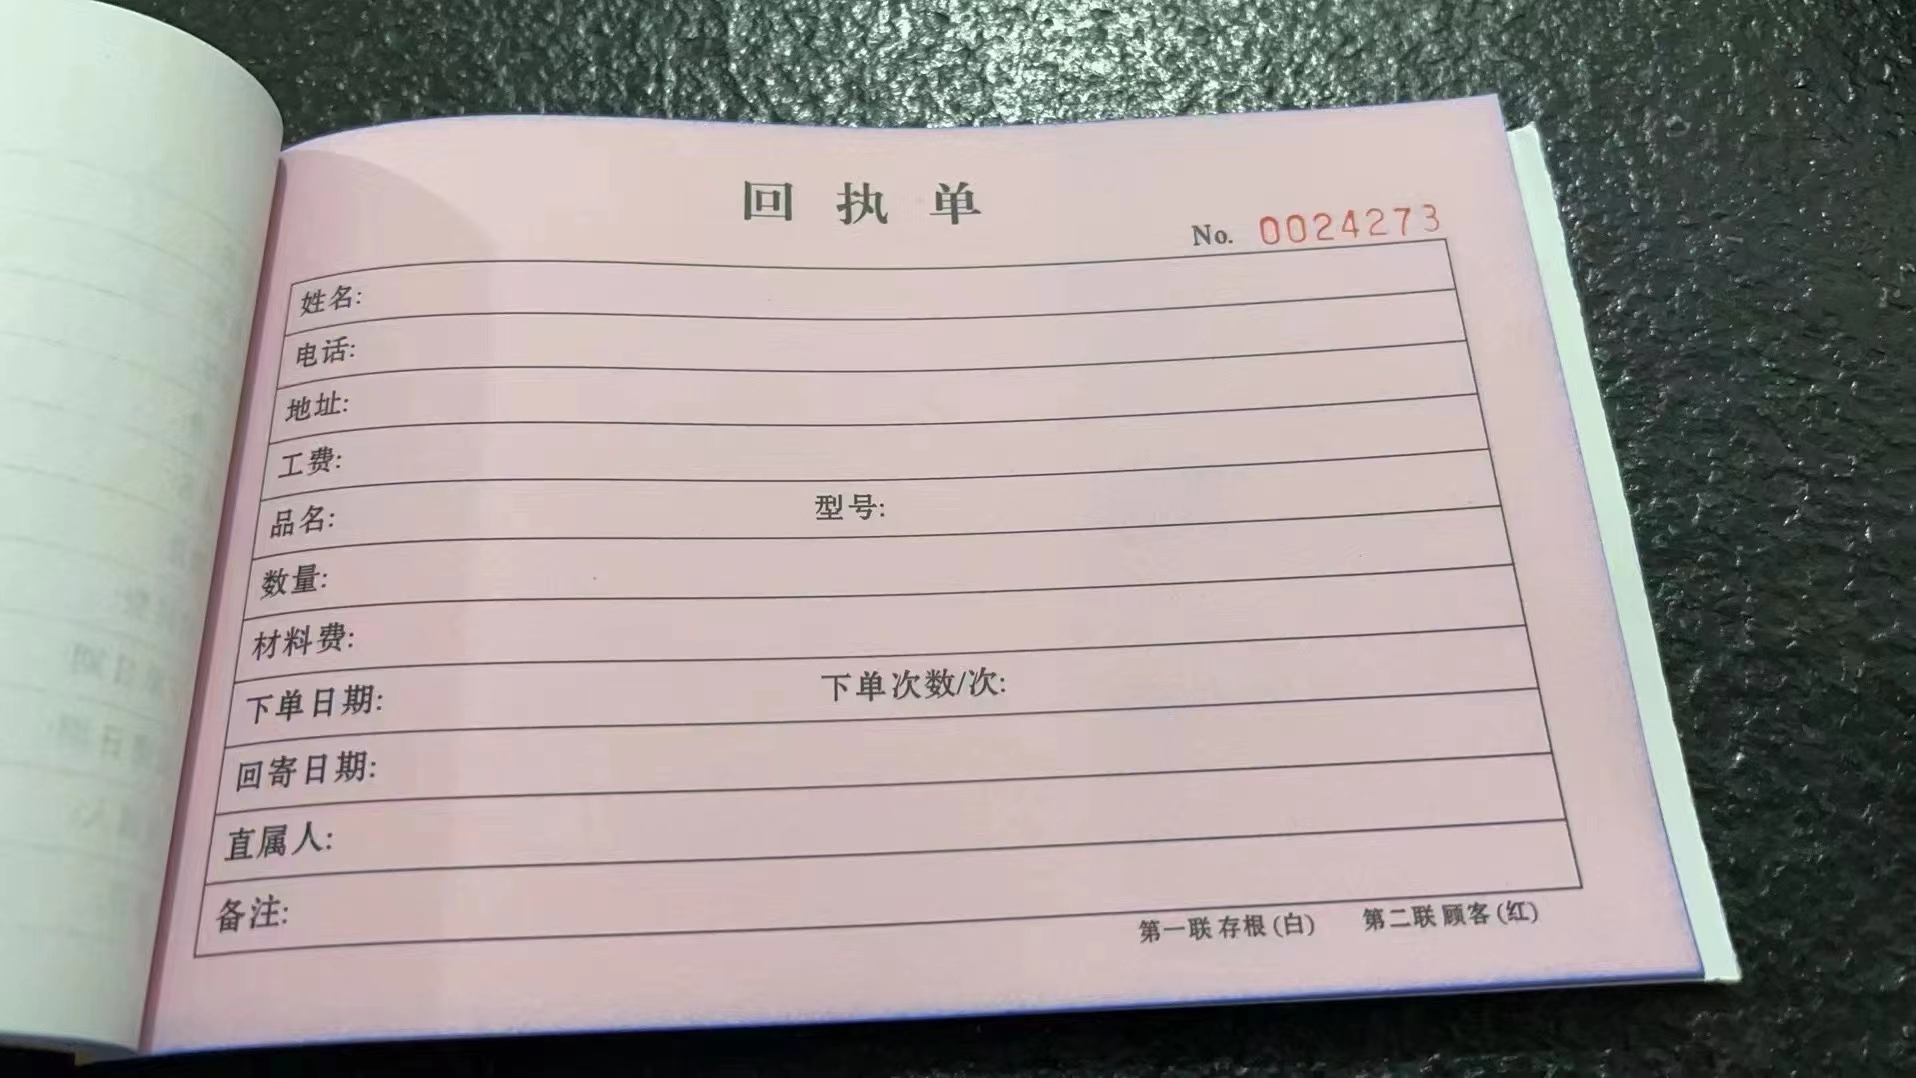 回执单
No. 0024273
姓名:
电话:
地址:
工费:
品名: 型号:
数量:
材料费:
下单日期: 下单次数/次:
回寄日期:
直属人:
备注:
第一联 存根(白) 第二联 顾客(红)